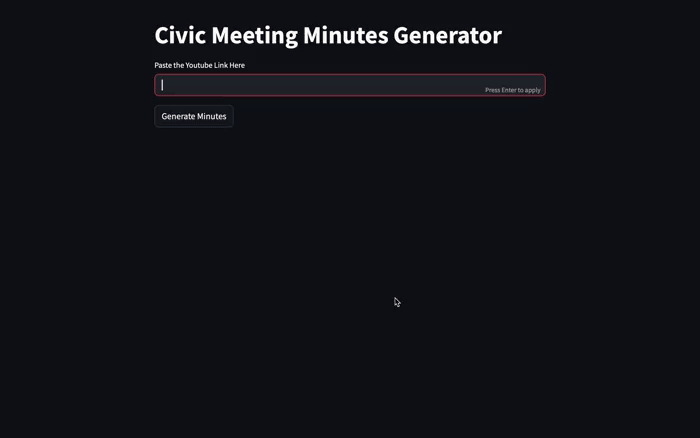 Civic Meeting Minutes Generator
Paste the Youtube Link Here
Press Enter to apply
Generate Minutes